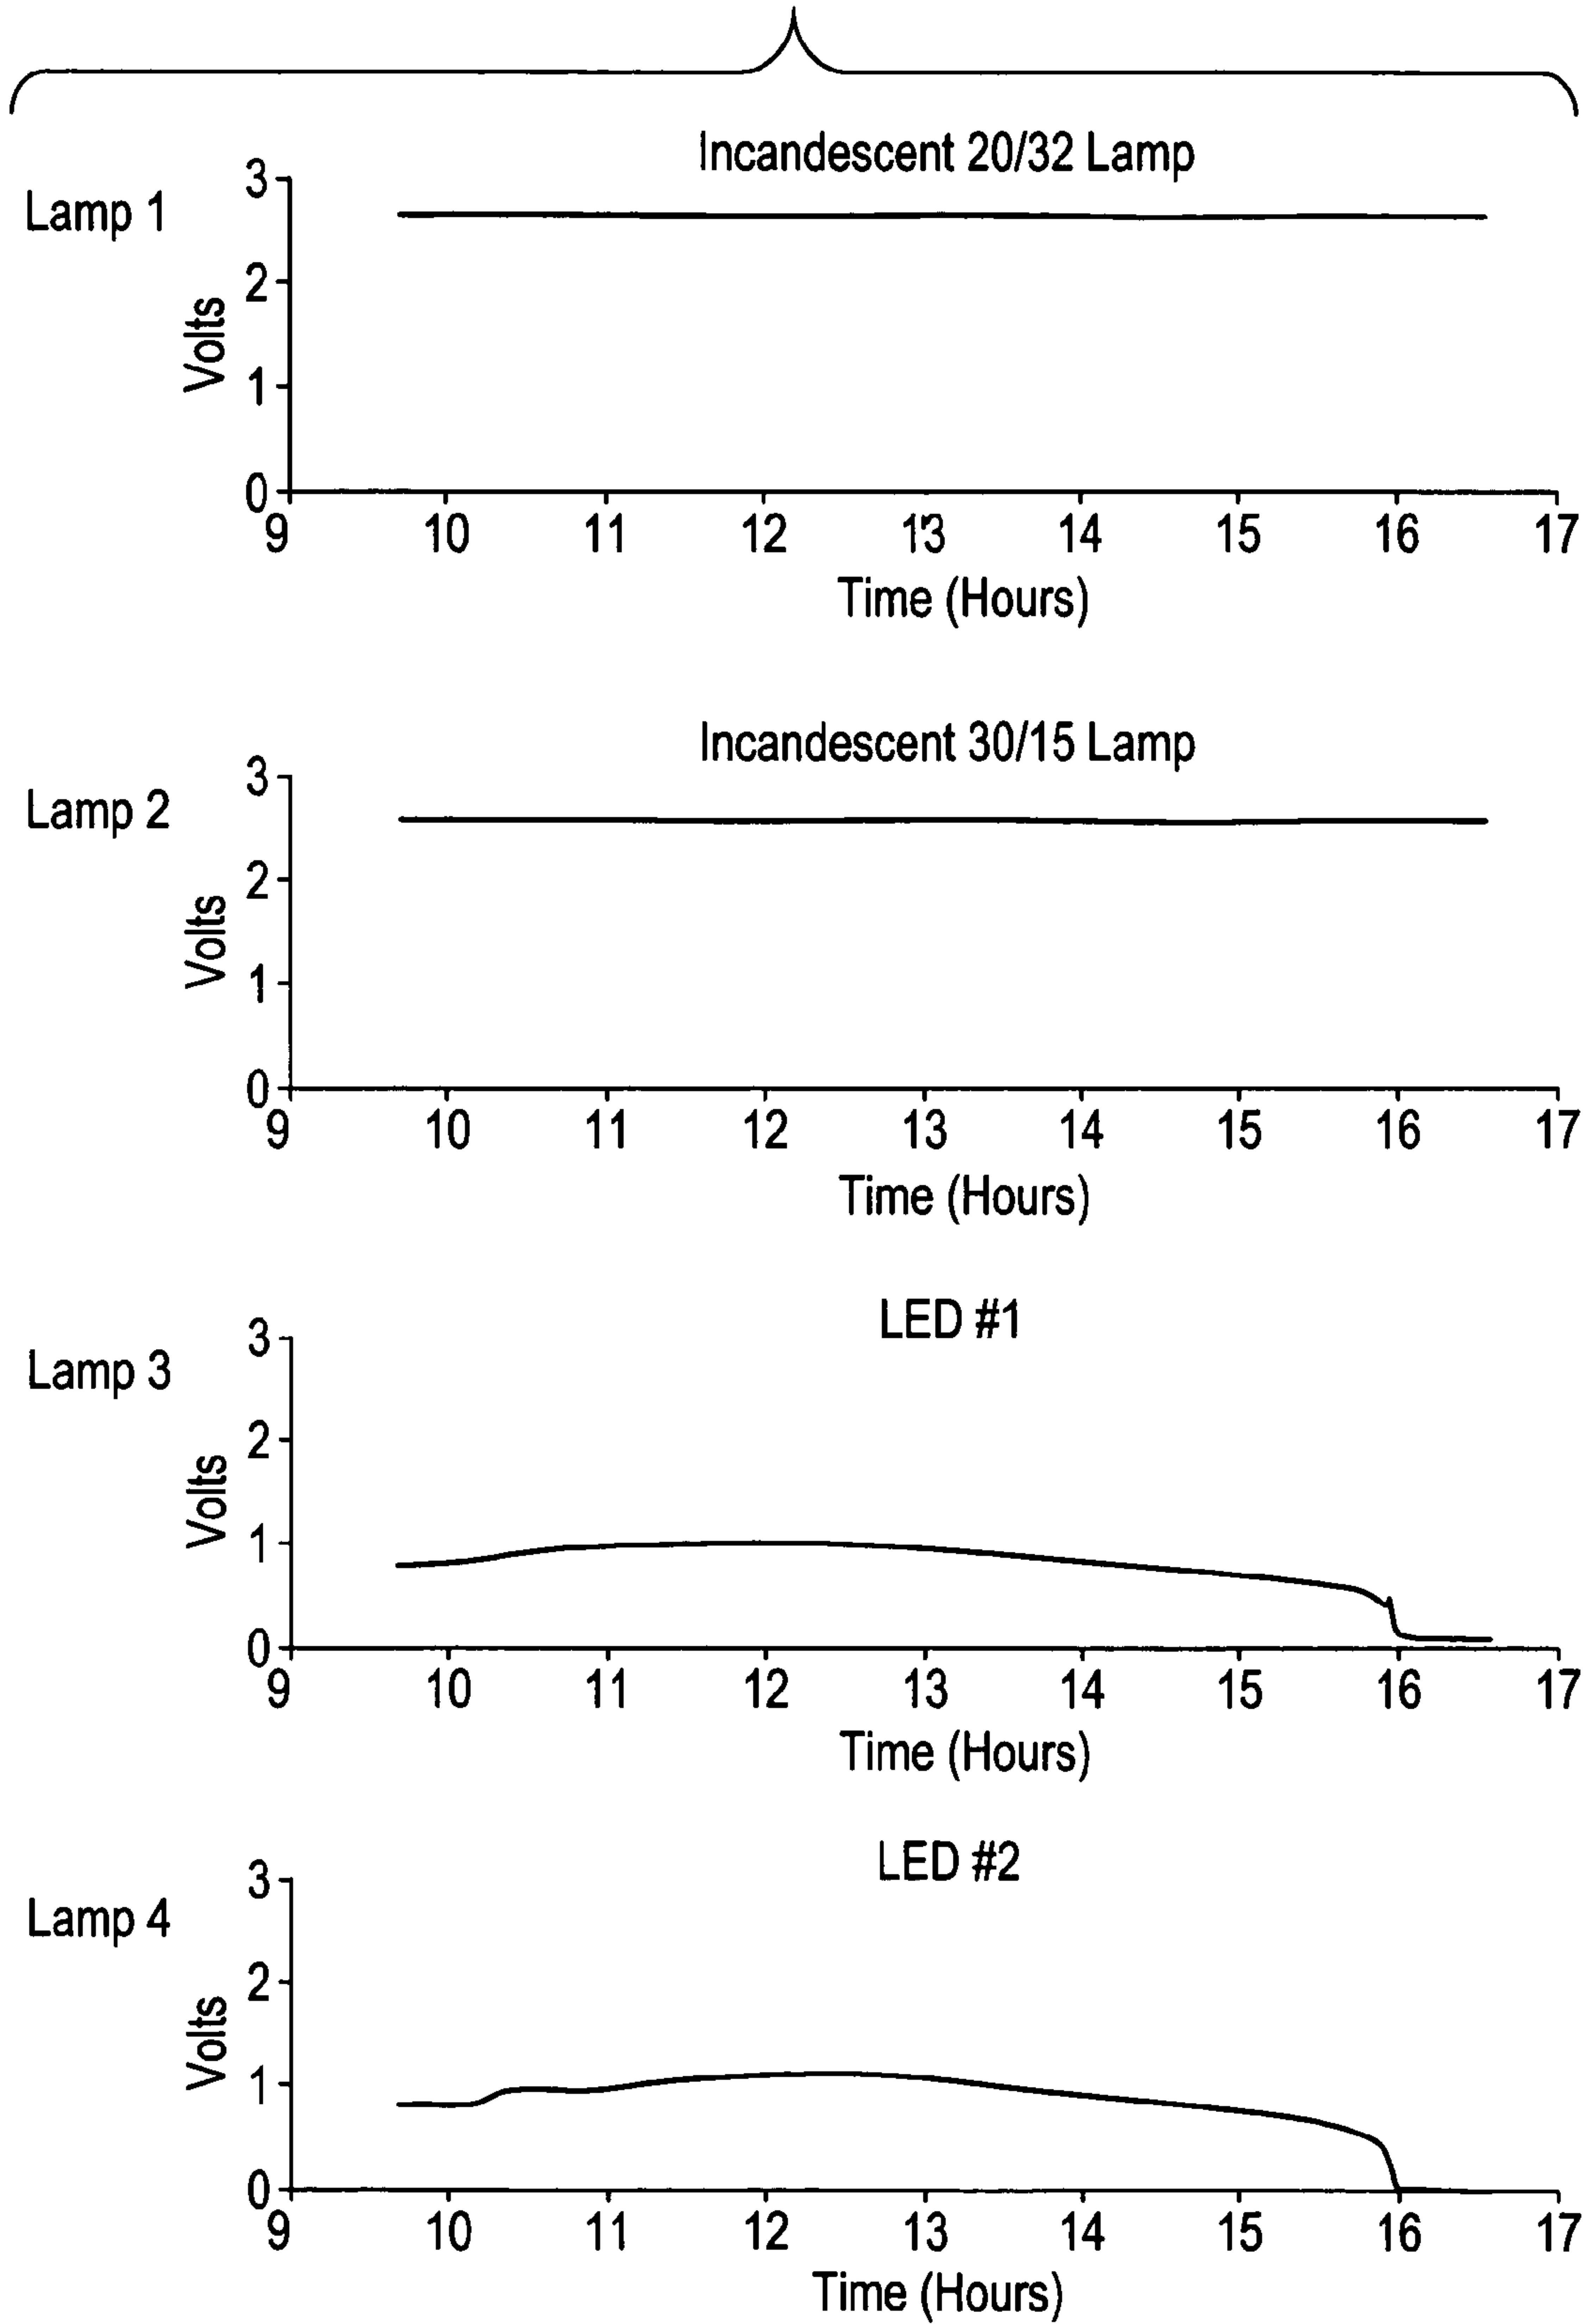 Incandescent 20/32 Lamp
Lamp 1
Volts
3
2
1
0
9 10 11 12 13 14 15 16 17
Time (Hours)
Incandescent 30/15 Lamp
Lamp 2
Volts
3
2
1
0
9 10 11 12 13 14 15 16 17
Time (Hours)
LED #1
Lamp 3
Volts
3
2
1
0
9 10 11 12 13 14 15 16 17
Time (Hours)
LED #2
Lamp 4
Volts
3
2
1
0
9 10 11 12 13 14 15 16 17
Time (Hours)